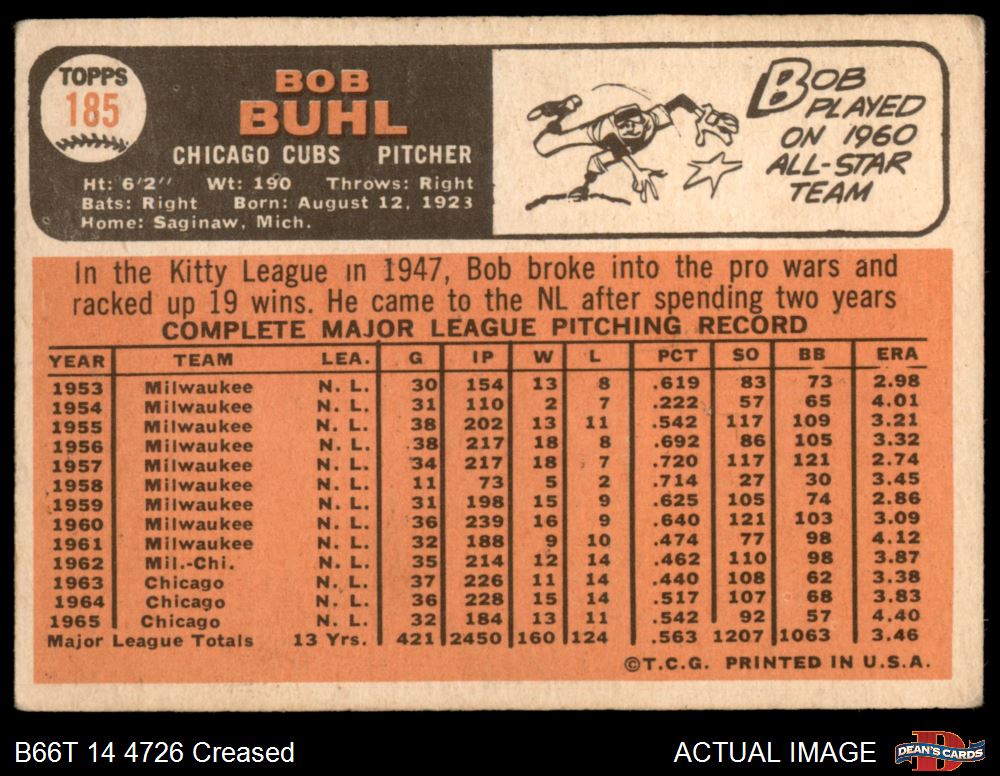 TOPPS
185
BOB
BUHL
CHICAGO CUBS PITCHER
Ht: 6'2" Wt: 190 Throws: Right
Bats: Right Born: August 12, 1923
Home: Saginaw, Mich.
BOB
PLAYED
ON 1960
ALL-STAR
TEAM
In the Kitty League in 1947, Bob broke into the pro wars and
racked up 19 wins. He came to the NL after spending two years
COMPLETE MAJOR LEAGUE PITCHING RECORD
YEAR TEAM LEA. G IP W L PCT SO BB ERA
1953 Milwaukee N. L. 30 154 13 8 .619 83 73 2.98
1954 Milwaukee N. L. 31 110 2 7 .222 57 65 4.01
1955 Milwaukee N. L. 38 202 13 11 .542 117 109 3.21
1956 Milwaukee N. L. 38 217 18 8 .692 86 105 3.32
1957 Milwaukee N. L. 34 217 18 7 .720 117 121 2.74
1958 Milwaukee N. L. 11 73 5 2 .714 27 30 3.45
1959 Milwaukee N. L. 31 198 15 9 .625 105 74 2.86
1960 Milwaukee N. L. 36 239 16 9 .640 121 103 3.09
1961 Milwaukee N. L. 32 188 9 10 .474 77 98 4.12
1962 Mil.-Chi. N. L. 35 214 12 14 .462 110 98 3.87
1963 Chicago N. L. 37 226 11 14 .440 108 62 3.38
1964 Chicago N. L. 36 228 15 14 .517 107 68 3.83
1965 Chicago N. L. 32 184 13 11 .542 92 57 4.40
Major League Totals 13 Yrs. 421 2450 160 124 .563 1207 1063 3.46
©T.C.G. PRINTED IN U.S.A.
B66T 14 4726 Creased
ACTUAL IMAGE
D
DEAN'S CARDS